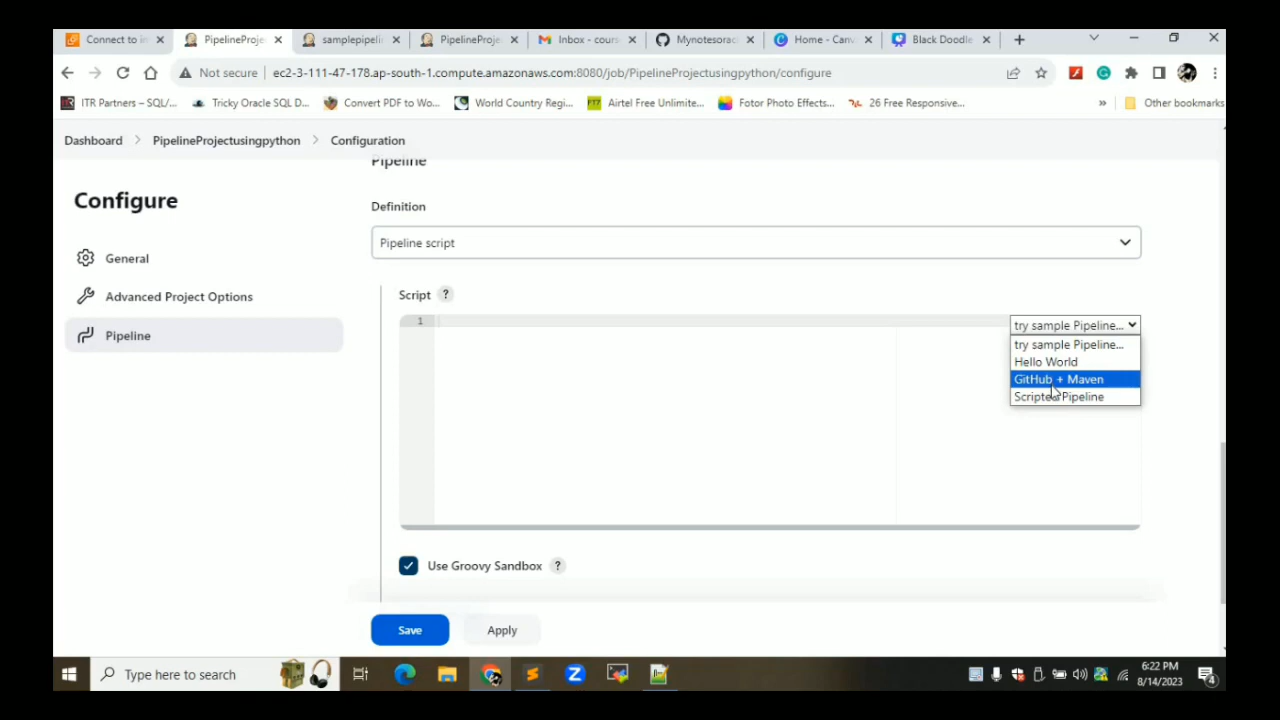 Connect to in
PipelineProje
samplepipeli
PipelineProje
Inbox - cours
Mynotesorac
Home - Canv
Black Doodle
Not secure
ec2-3-111-47-178.ap-south-1.compute.amazonaws.com:8080/job/PipelineProjectusingpython/configure
ITR Partners – SQL/...
Tricky Oracle SQL D...
Convert PDF to Wo...
World Country Regi...
Airtel Free Unlimite...
Fotor Photo Effects...
26 Free Responsive...
»
Other bookmarks
Dashboard > PipelineProjectusingpython > Configuration
Configure
General
Advanced Project Options
Pipeline
Pipeline
Definition
Pipeline script
Script ?
1
try sample Pipeline...
try sample Pipeline...
Hello World
GitHub + Maven
Scripted Pipeline
Use Groovy Sandbox ?
Save
Apply
Type here to search
6:22 PM
8/14/2023
4